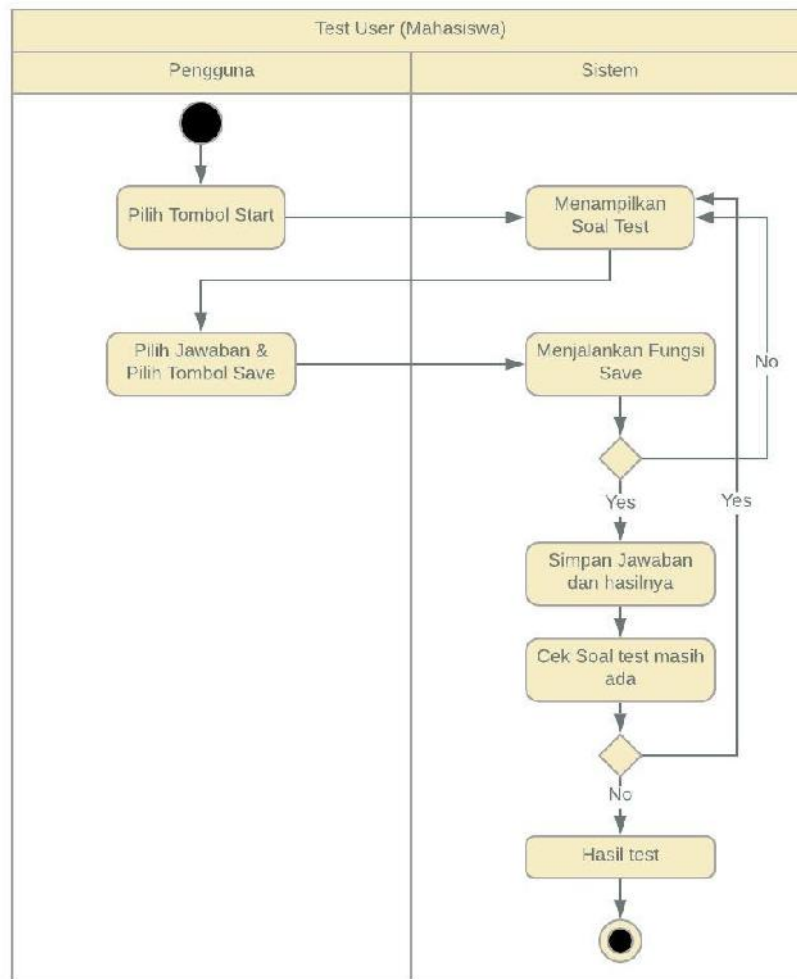 Test User (Mahasiswa)
Pengguna
Sistem
Pilih Tombol Start
Menampilkan
Soal Test
Pilih Jawaban &
Pilih Tombol Save
Menjalankan Fungsi
Save
No
Yes
Yes
Simpan Jawaban
dan hasilnya
Cek Soal test masih
ada
No
Hasil test